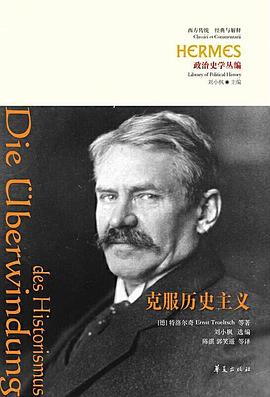 西方传统 经典与解释
Classici et Commentarii
HERMES
政治史学丛编
Library of Political History
刘小枫●主编
Die Überwindung
des Historismus
克服历史主义
[德] 特洛尔奇 Ernst Troeltsch 等著
刘小枫 选编
陈湛 郭笑遥 等译
华夏出版社